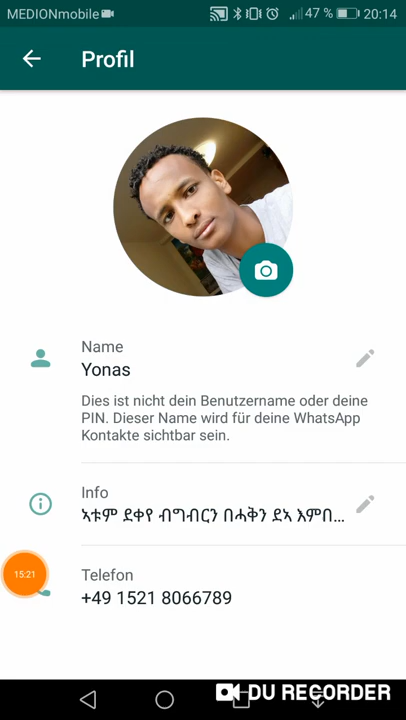 MEDIONmobile
47 % 20:14
Profil
Name
Yonas
Dies ist nicht dein Benutzername oder deine
PIN. Dieser Name wird für deine WhatsApp
Kontakte sichtbar sein.
Info
ኣቱም ደቀየ ብግብርን በሓቅን ደኣ እምበ...
15:21
Telefon
+49 1521 8066789
DU RECORDER